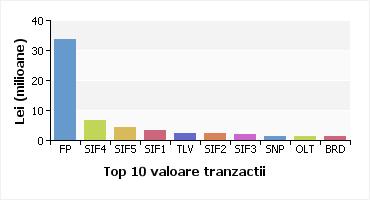 Lei (milioane)
40
30
20
10
0
FP SIF4 SIF5 SIF1 TLV SIF2 SIF3 SNP OLT BRD
Top 10 valoare tranzactii